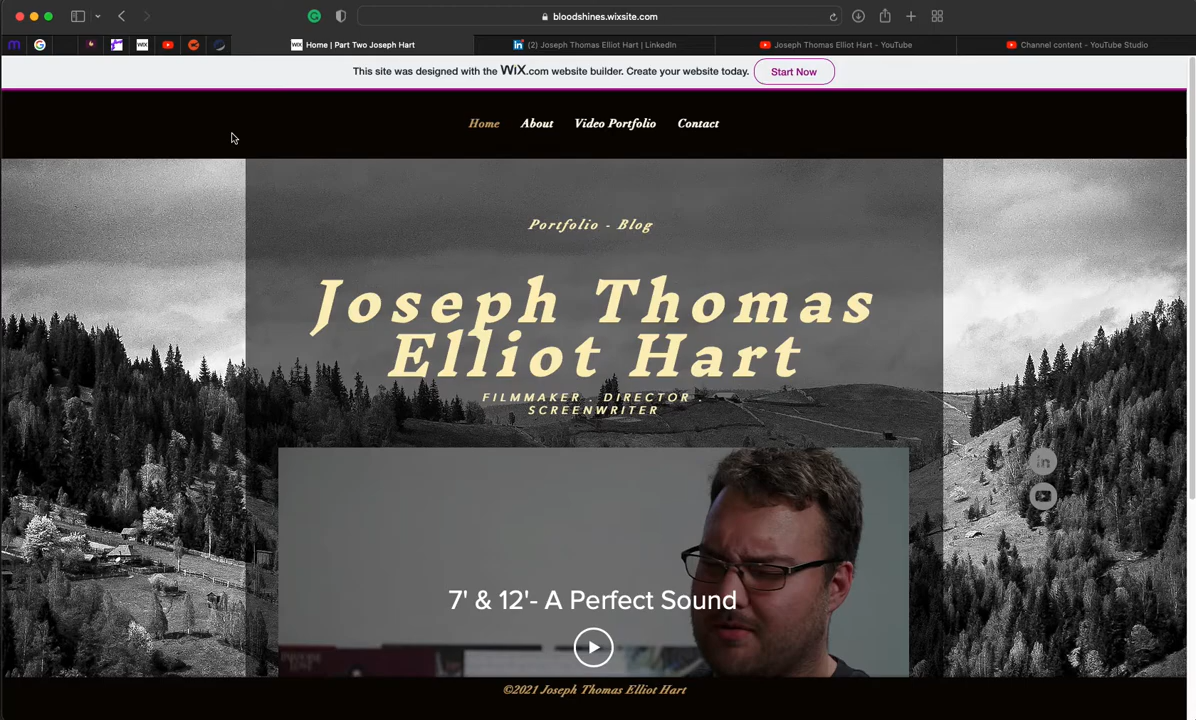 bloodshines.wixsite.com
WIX
Home | Part Two Joseph Hart
(2) Joseph Thomas Elliot Hart | LinkedIn
Joseph Thomas Elliot Hart - YouTube
Channel content - YouTube Studio
This site was designed with the WiX.com website builder. Create your website today.
Start Now
Home
About
Video Portfolio
Contact
Portfolio - Blog
Joseph Thomas
Elliot Hart
FILMMAKER . DIRECTOR .
SCREENWRITER
in
7' & 12'- A Perfect Sound
©2021 Joseph Thomas Elliot Hart